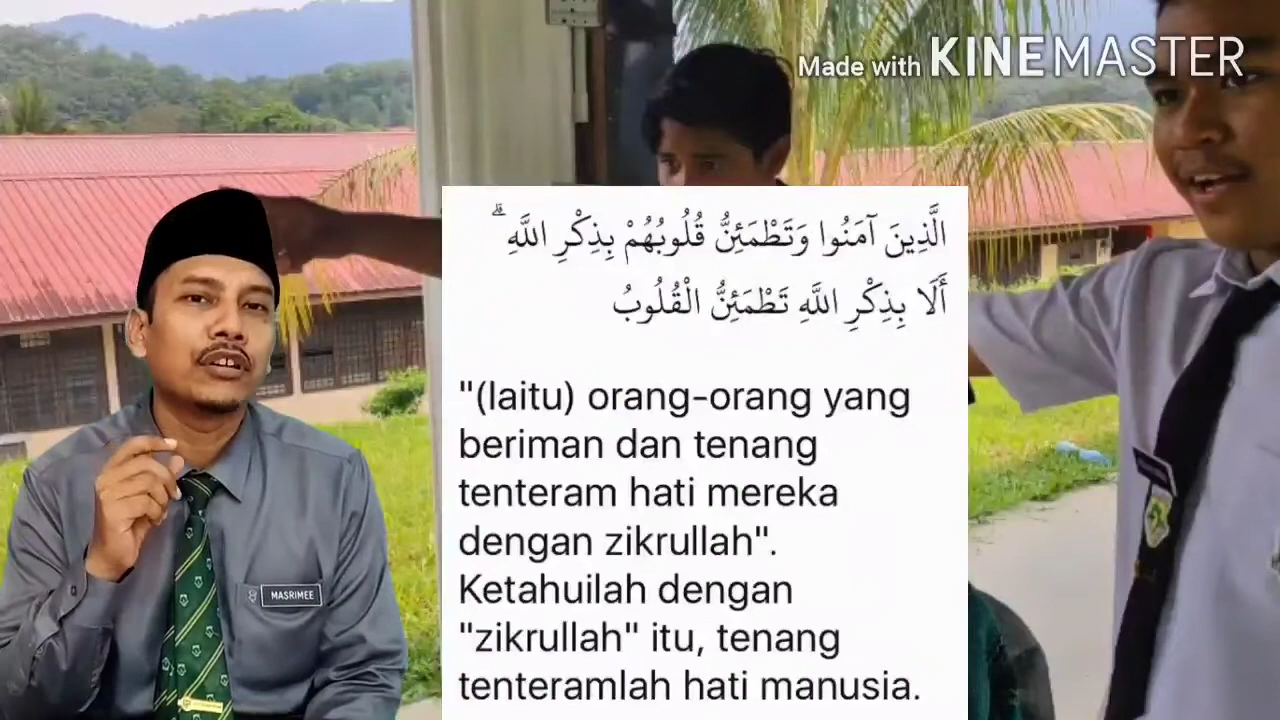 Made with KINEMASTER
الَّذِينَ آمَنُوا وَتَطْمَئِنُّ قُلُوبُهُمْ بِذِكْرِ اللَّهِ ۗ
أَلَا بِذِكْرِ اللَّهِ تَطْمَئِنُّ الْقُلُوبُ
"(Iaitu) orang-orang yang
beriman dan tenang
tenteram hati mereka
dengan zikrullah".
Ketahuilah dengan
"zikrullah" itu, tenang
tenteramlah hati manusia.
MASRIMEE